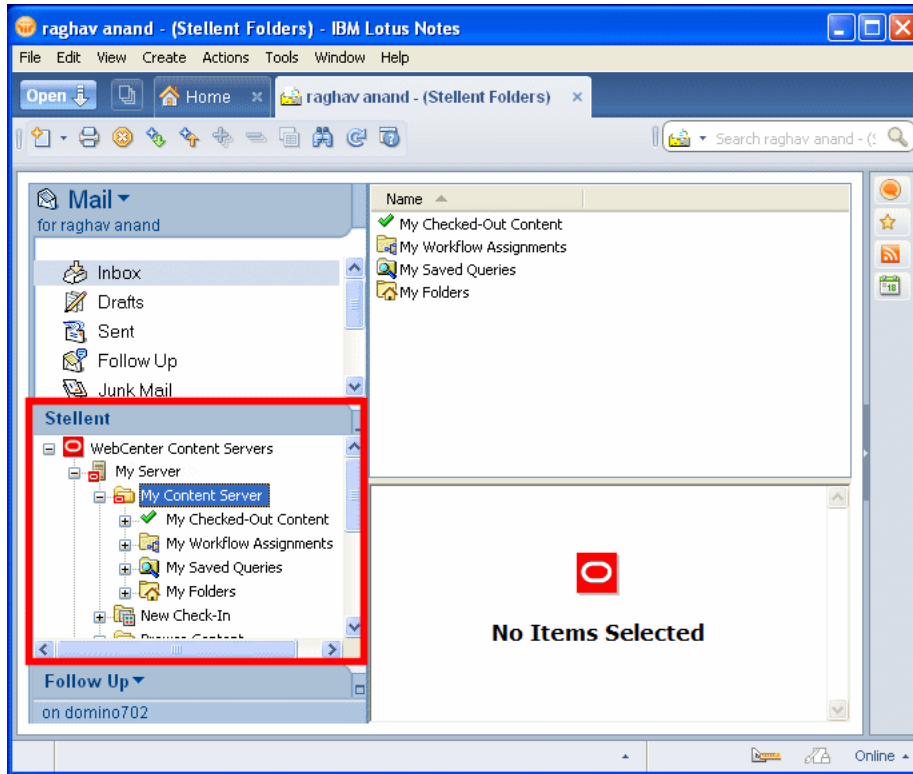 raghav anand - (Stellent Folders) - IBM Lotus Notes
File Edit View Create Actions Tools Window Help
Open Home raghav anand - (Stellent Folders)
Search raghav anand - (
Mail
for raghav anand
Inbox
Drafts
Sent
Follow Up
Junk Mail
Stellent
WebCenter Content Servers
My Server
My Content Server
My Checked-Out Content
My Workflow Assignments
My Saved Queries
My Folders
New Check-In
Browse Content
Follow Up
on domino702
Name
My Checked-Out Content
My Workflow Assignments
My Saved Queries
My Folders
No Items Selected
18
Online